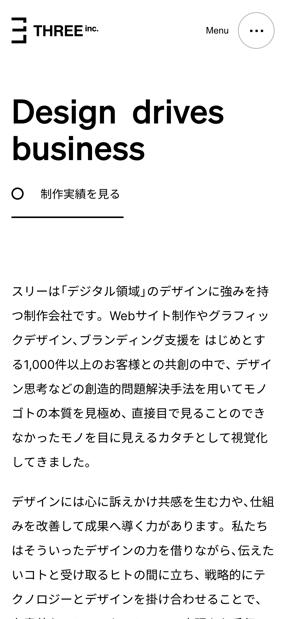 THREE inc.
Menu
Design drives
business
制作実績を見る
スリーは「デジタル領域」のデザインに強みを持
つ制作会社です。Webサイト制作やグラフィッ
クデザイン、ブランディング支援を はじめとす
る1,000件以上のお客様との共創の中で、デザイ
ン思考などの創造的問題解決手法を用いてモノ
ゴトの本質を見極め、直接目で見ることのでき
なかったモノを目に見えるカタチとして視覚化
してきました。
デザインには心に訴えかけ共感を生む力や、仕組
みを改善して成果へ導く力があります。私たち
はそういったデザインの力を借りながら、伝えた
いコトと受け取るヒトの間に立ち、戦略的にテ
クノロジーとデザインを掛け合わせることで、